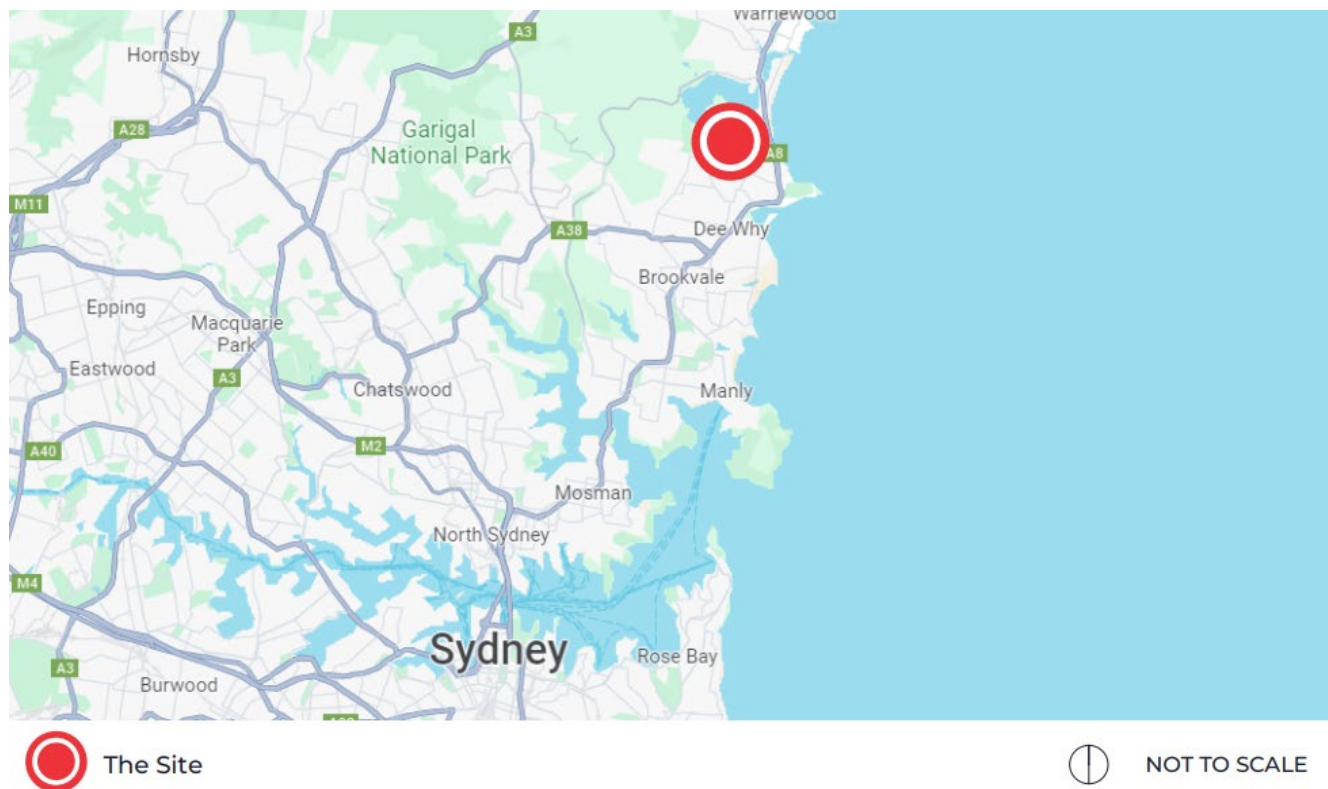 Warriewood
A3
Hornsby
A28
Garigal
National Park
A8
M11
A38
Dee Why
Brookvale
Epping
Macquarie
Park
Eastwood
A3
Chatswood
Manly
M2
A40
Mosman
North Sydney
M4
Sydney
Rose Bay
A3
Burwood
The Site
NOT TO SCALE